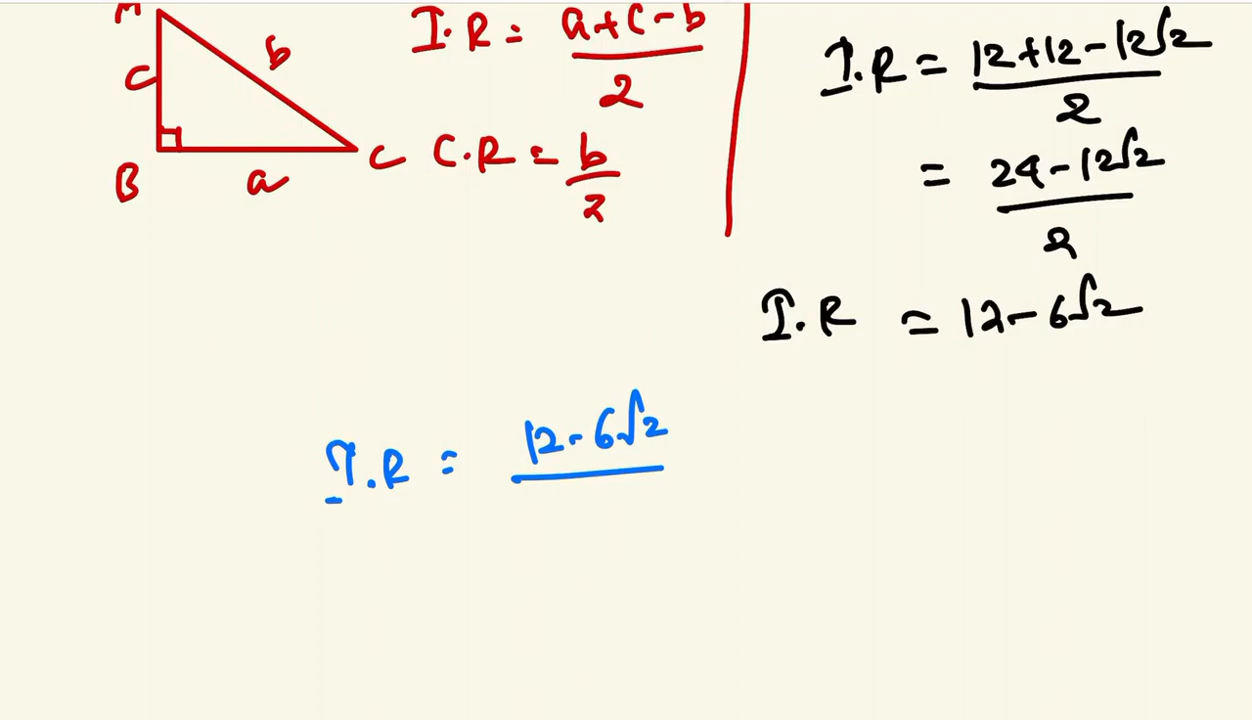 A
b
c
B
a
C
I.R = a+c-b / 2
C.R = b / 2
I.R = 12+12-12√2 / 2
= 24-12√2 / 2
I.R = 12-6√2
I.R = 12-6√2